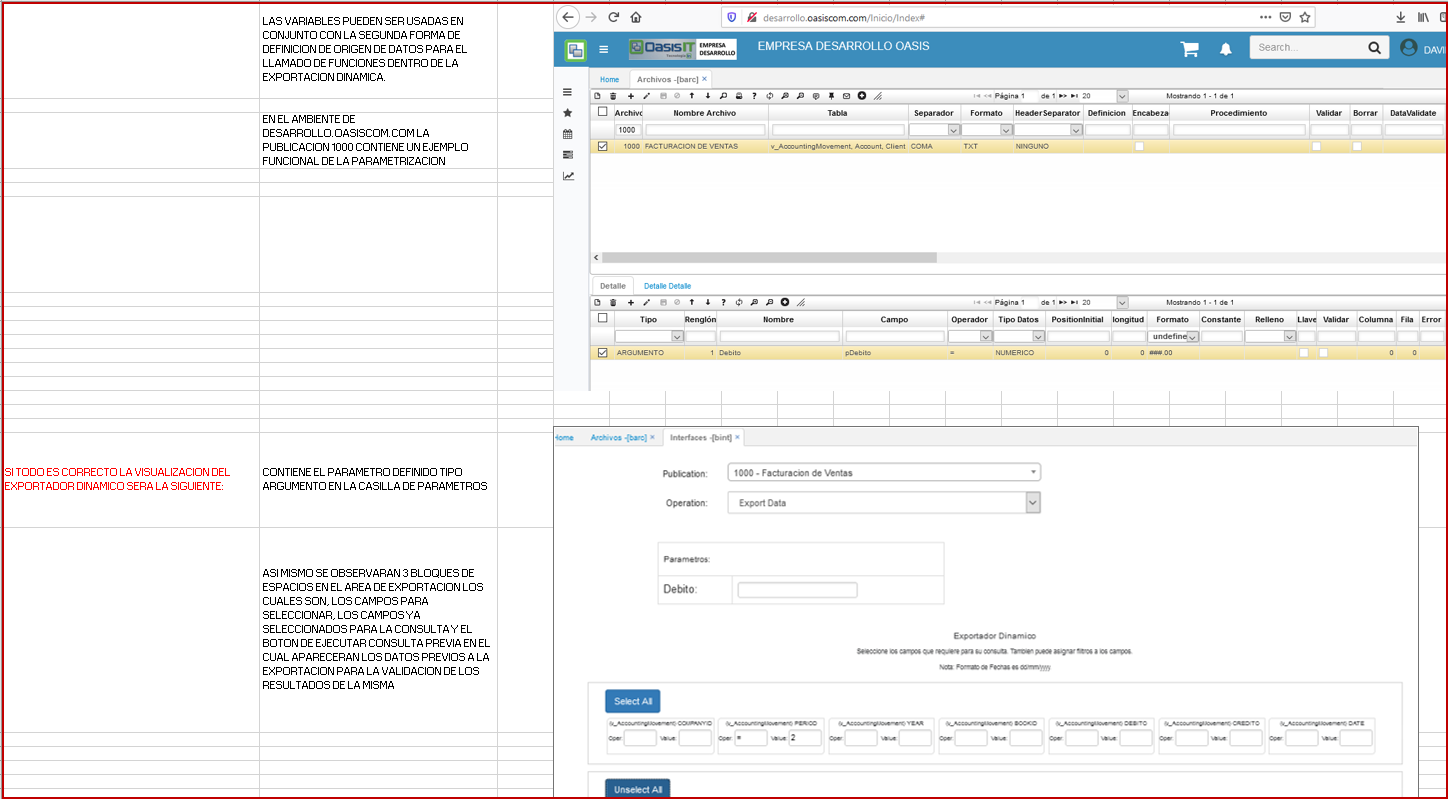 LAS VARIABLES PUEDEN SER USADAS EN
CONJUNTO CON LA SEGUNDA FORMA DE
DEFINICION DE ORIGEN DE DATOS PARA EL
LLAMADO DE FUNCIONES DENTRO DE LA
EXPORTACION DINAMICA.
EN EL AMBIENTE DE
DESARROLLO.OASISCOM.COM LA
PUBLICACION 1000 CONTIENE UN EJEMPLO
FUNCIONAL DE LA PARAMETRIZACION
desarrollo.oasiscom.com/Inicio/Index#
OasisIT EMPRESA DESARROLLO
EMPRESA DESARROLLO OASIS
Search...
DAVI
Home Archivos -[barc] ×
Página 1 de 1 20 Mostrando 1 - 1 de 1
Archivo Nombre Archivo Tabla Separador Formato HeaderSeparator Definicion Encabeza Procedimiento Validar Borrar DataValidate
1000
1000 FACTURACION DE VENTAS v_AccountingMovement, Account, Client COMA TXT NINGUNO
Detalle Detalle Detalle
Página 1 de 1 20 Mostrando 1 - 1 de 1
Tipo Renglón Nombre Campo Operador Tipo Datos PositionInitial longitud Formato Constante Relleno Llave Validar Columna Fila Error
undefine
ARGUMENTO 1 Debito pDebito = NUMERICO 0 0 ###.00 0 0
SI TODO ES CORRECTO LA VISUALIZACION DEL
EXPORTADOR DINAMICO SERA LA SIGUIENTE:
CONTIENE EL PARAMETRO DEFINIDO TIPO
ARGUMENTO EN LA CASILLA DE PARAMETROS
ASI MISMO SE OBSERVARAN 3 BLOQUES DE
ESPACIOS EN EL AREA DE EXPORTACION LOS
CUALES SON, LOS CAMPOS PARA
SELECCIONAR, LOS CAMPOS YA
SELECCIONADOS PARA LA CONSULTA Y EL
BOTON DE EJECUTAR CONSULTA PREVIA EN EL
CUAL APARECERAN LOS DATOS PREVIOS A LA
EXPORTACION PARA LA VALIDACION DE LOS
RESULTADOS DE LA MISMA
Home Archivos -[barc] × Interfaces -[bint] ×
Publication: 1000 - Facturacion de Ventas
Operation: Export Data
Parametros:
Debito:
Exportador Dinamico
Seleccione los campos que requiere para su consulta. Tambien puede asignar filtros a los campos.
Nota: Formato de Fechas es dd/mm/yyyy.
Select All
(v_AccountingMovement) COMPANYID (v_AccountingMovement) PERIOD (v_AccountingMovement) YEAR (v_AccountingMovement) BOOKID (v_AccountingMovement) DEBITO (v_AccountingMovement) CREDITO (v_AccountingMovement) DATE
Oper: Value: Oper: = Value: 2 Oper: Value: Oper: Value: Oper: Value: Oper: Value: Oper: Value:
Unselect All